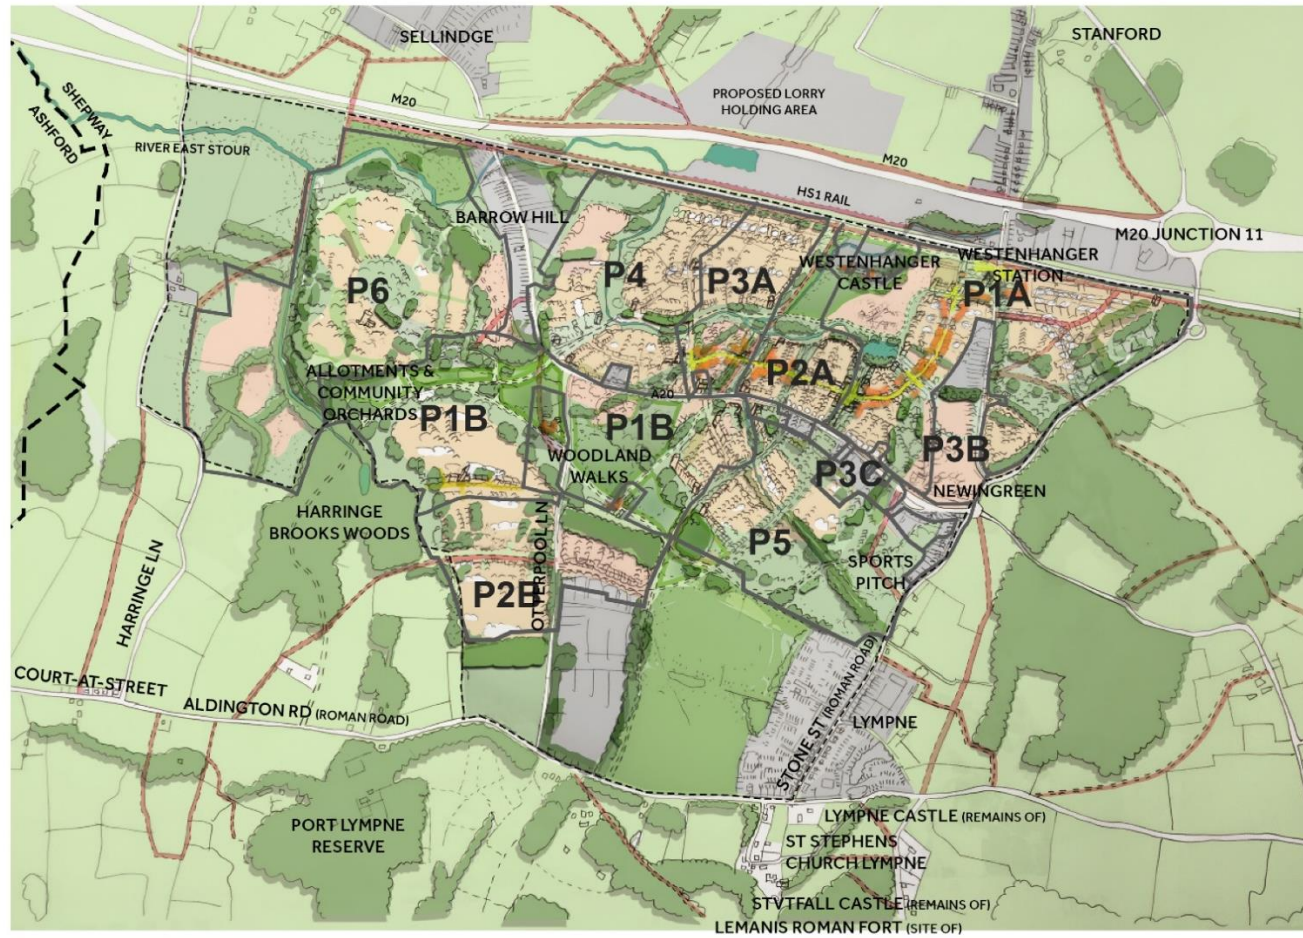 SELLINDGE
STANFORD
SHEPWAY
ASHFORD
M20
PROPOSED LORRY
HOLDING AREA
RIVER EAST STOUR
M20
HS1 RAIL
BARROW HILL
M20 JUNCTION 11
WESTENHANGER
CASTLE
WESTENHANGER
STATION
P6
P4
P3A
P1A
ALLOTMENTS &
COMMUNITY
ORCHARDS
P2A
A20
P1B
P1B
WOODLAND
WALKS
P3C
P3B
NEWINGREEN
HARRINGE
BROOKS WOODS
P5
SPORTS
PITCH
OTTERPOOL LN
P2B
HARRINGE LN
COURT-AT-STREET
ALDINGTON RD (ROMAN ROAD)
STONE ST (ROMAN ROAD)
LYMPNE
PORT LYMPNE
RESERVE
LYMPNE CASTLE (REMAINS OF)
ST STEPHENS
CHURCH LYMPNE
STVTFALL CASTLE (REMAINS OF)
LEMANIS ROMAN FORT (SITE OF)